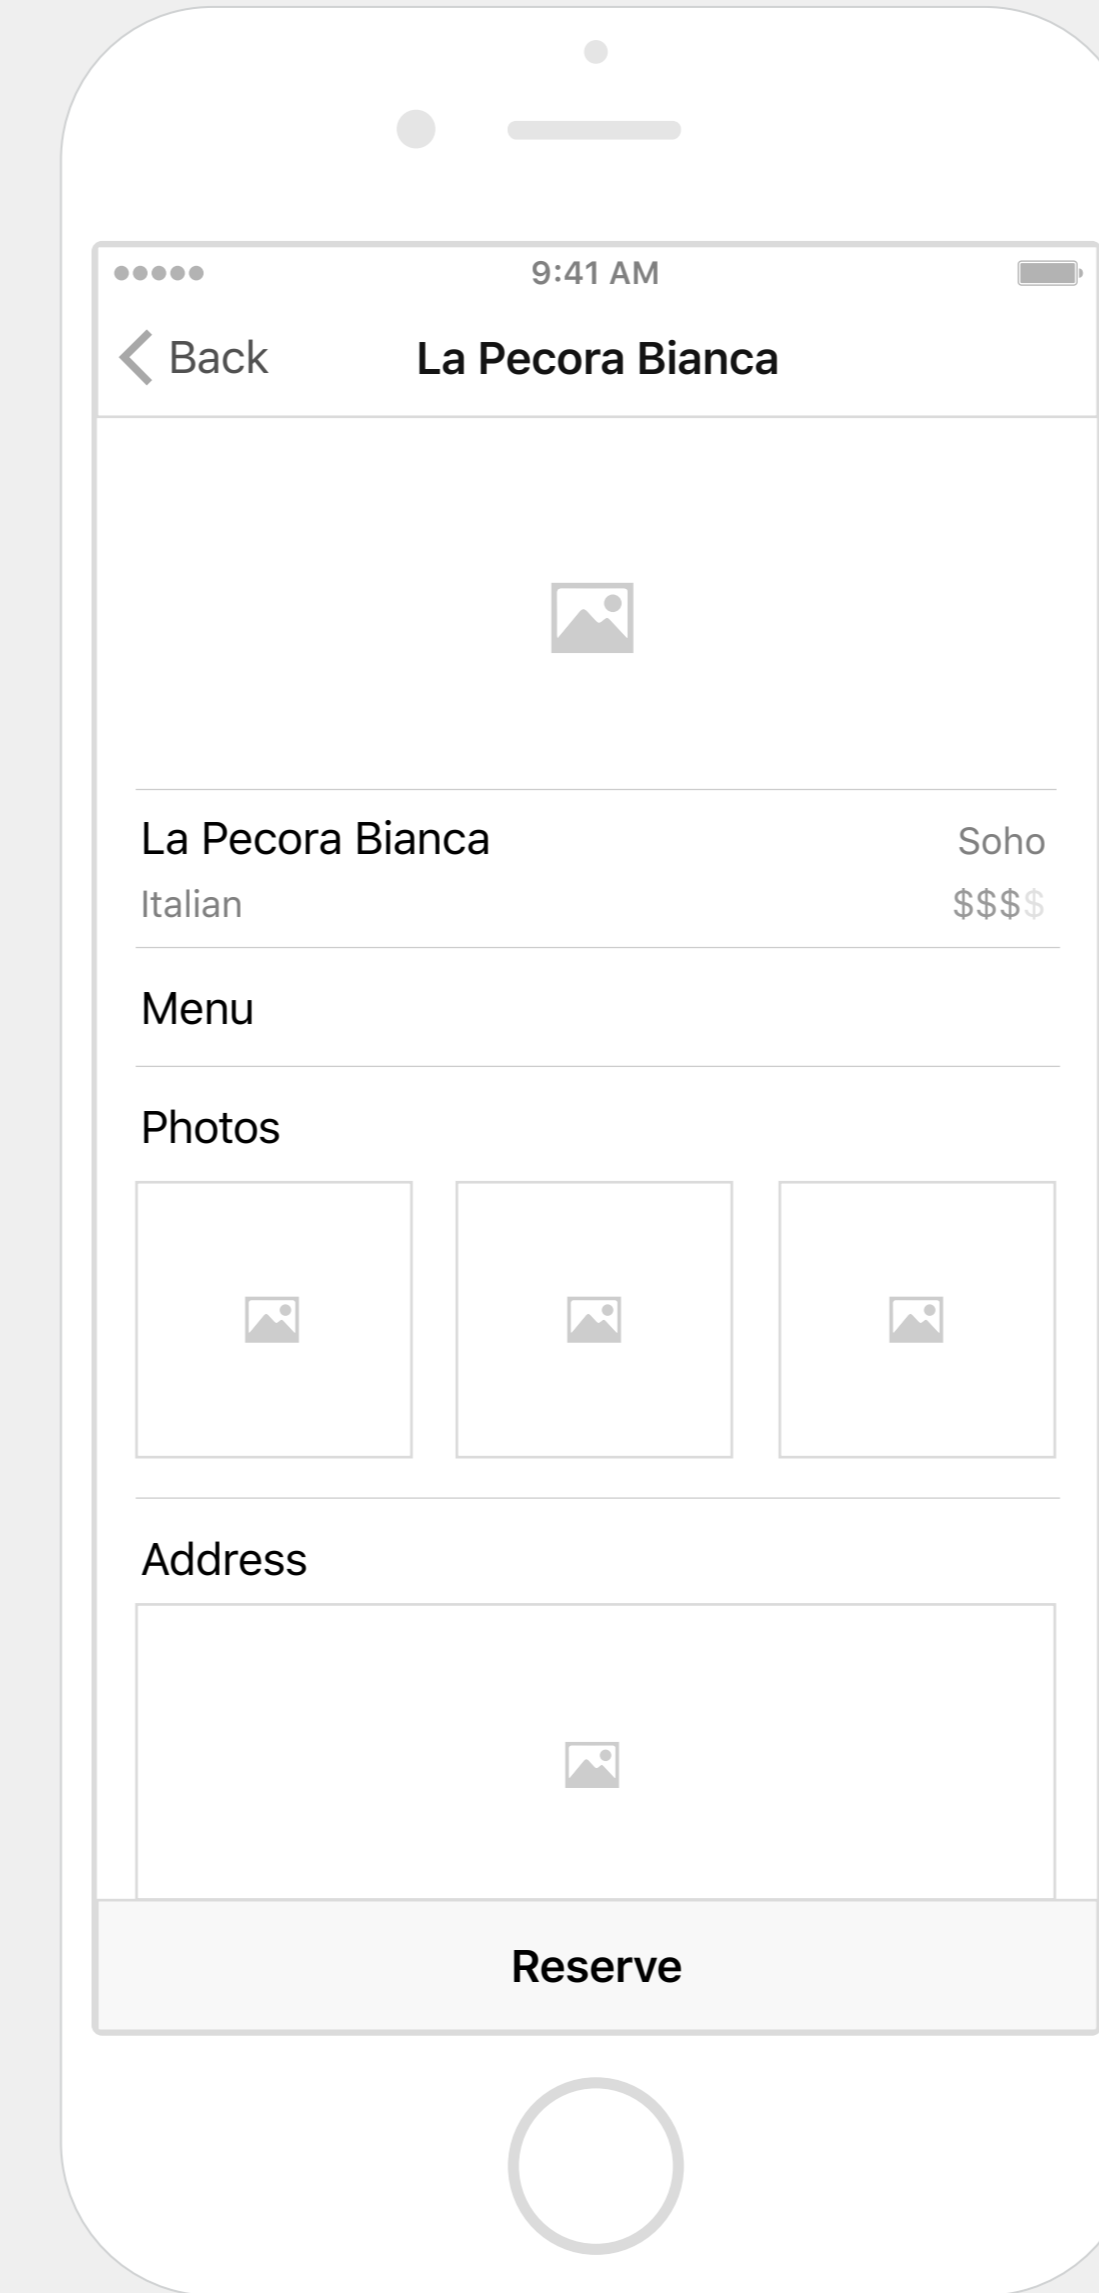 9:41 AM
Back La Pecora Bianca
La Pecora Bianca Soho
Italian $$$$
Menu
Photos
Address
Reserve